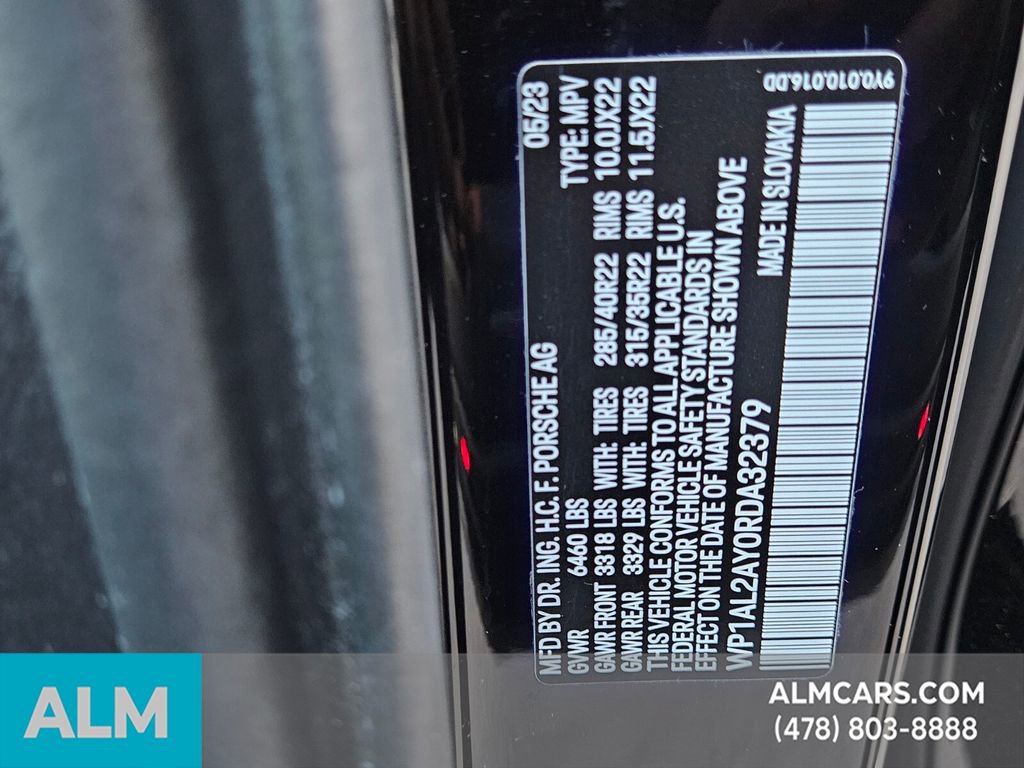 MFD BY DR. ING. H.C. F. PORSCHE AG 05/23
GVWR 6460 LBS TYPE: MPV
GAWR FRONT 3318 LBS WITH: TIRES 285/40R22 RIMS 10.0JX22
GAWR REAR 3329 LBS WITH: TIRES 315/35R22 RIMS 11.5JX22
THIS VEHICLE CONFORMS TO ALL APPLICABLE U.S.
FEDERAL MOTOR VEHICLE SAFETY STANDARDS IN
EFFECT ON THE DATE OF MANUFACTURE SHOWN ABOVE
WP1AL2AY0RDA32379 MADE IN SLOVAKIA
9Y0.010.016.DD
ALM
ALMCARS.COM
(478) 803-8888